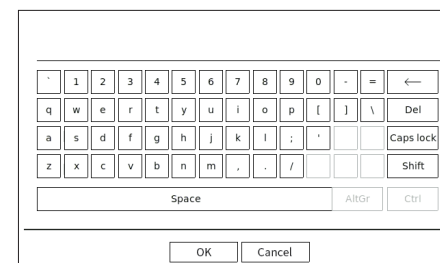 ` 1 2 3 4 5 6 7 8 9 0 - = ←
q w e r t y u i o p [ ] \ Del
a s d f g h j k l ; ' Caps lock
z x c v b n m , . / Shift
Space AltGr Ctrl
OK Cancel